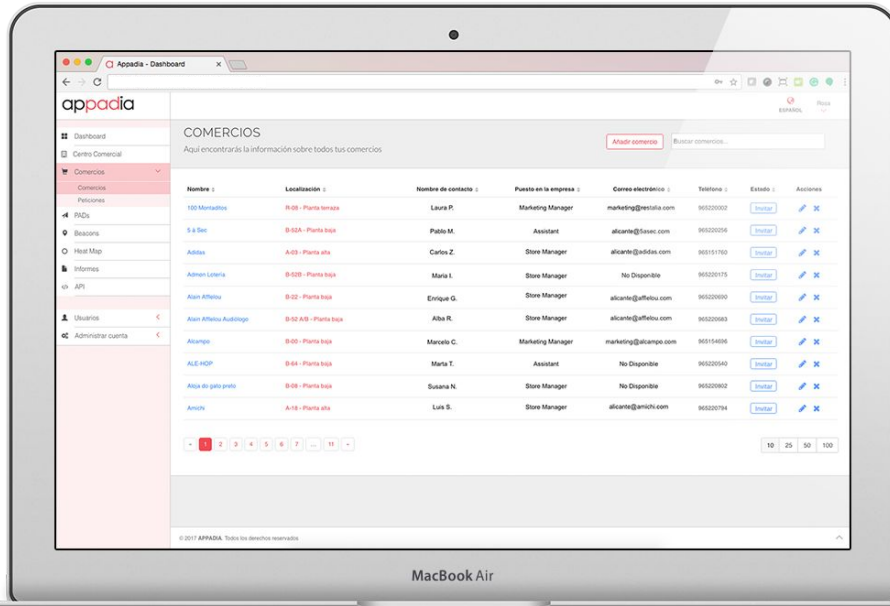 Appadia - Dashboard
appadia
ESPAÑOL
Rosa
Dashboard
Centro Comercial
Comercios
Comercios
Peticiones
PADs
Beacons
Heat Map
Informes
API
Usuarios
Administrar cuenta
COMERCIOS
Aquí encontrarás la información sobre todos tus comercios
Añadir comercio
Buscar comercios...
Nombre Localización Nombre de contacto Puesto en la empresa Correo electrónico Teléfono Estado Acciones
100 Montaditos R-08 - Planta terraza Laura P. Marketing Manager marketing@restalia.com 965220002 Invitar
5 à Sec B-52A - Planta baja Pablo M. Assistant alicante@5asec.com 965220256 Invitar
Adidas A-03 - Planta alta Carlos Z. Store Manager alicante@adidas.com 965151760 Invitar
Admon Loteria B-52B - Planta baja Maria I. Store Manager No Disponible 965220175 Invitar
Alain Afflelou B-22 - Planta baja Enrique G. Store Manager alicante@affelou.com 965220690 Invitar
Alain Afflelou Audiólogo B-52 A/B - Planta baja Alba R. Store Manager alicante@affelou.com 965220683 Invitar
Alcampo B-00 - Planta baja Marcelo C. Marketing Manager marketing@alcampo.com 965154696 Invitar
ALE-HOP B-64 - Planta baja Marta T. Assistant No Disponible 965220540 Invitar
Aloja do gato preto B-08 - Planta baja Susana N. Store Manager No Disponible 965220902 Invitar
Amichi A-18 - Planta alta Luis S. Store Manager alicante@amichi.com 965220794 Invitar
1 2 3 4 5 6 7 ... 11
10 25 50 100
© 2017 APPADIA. Todos los derechos reservados
MacBook Air